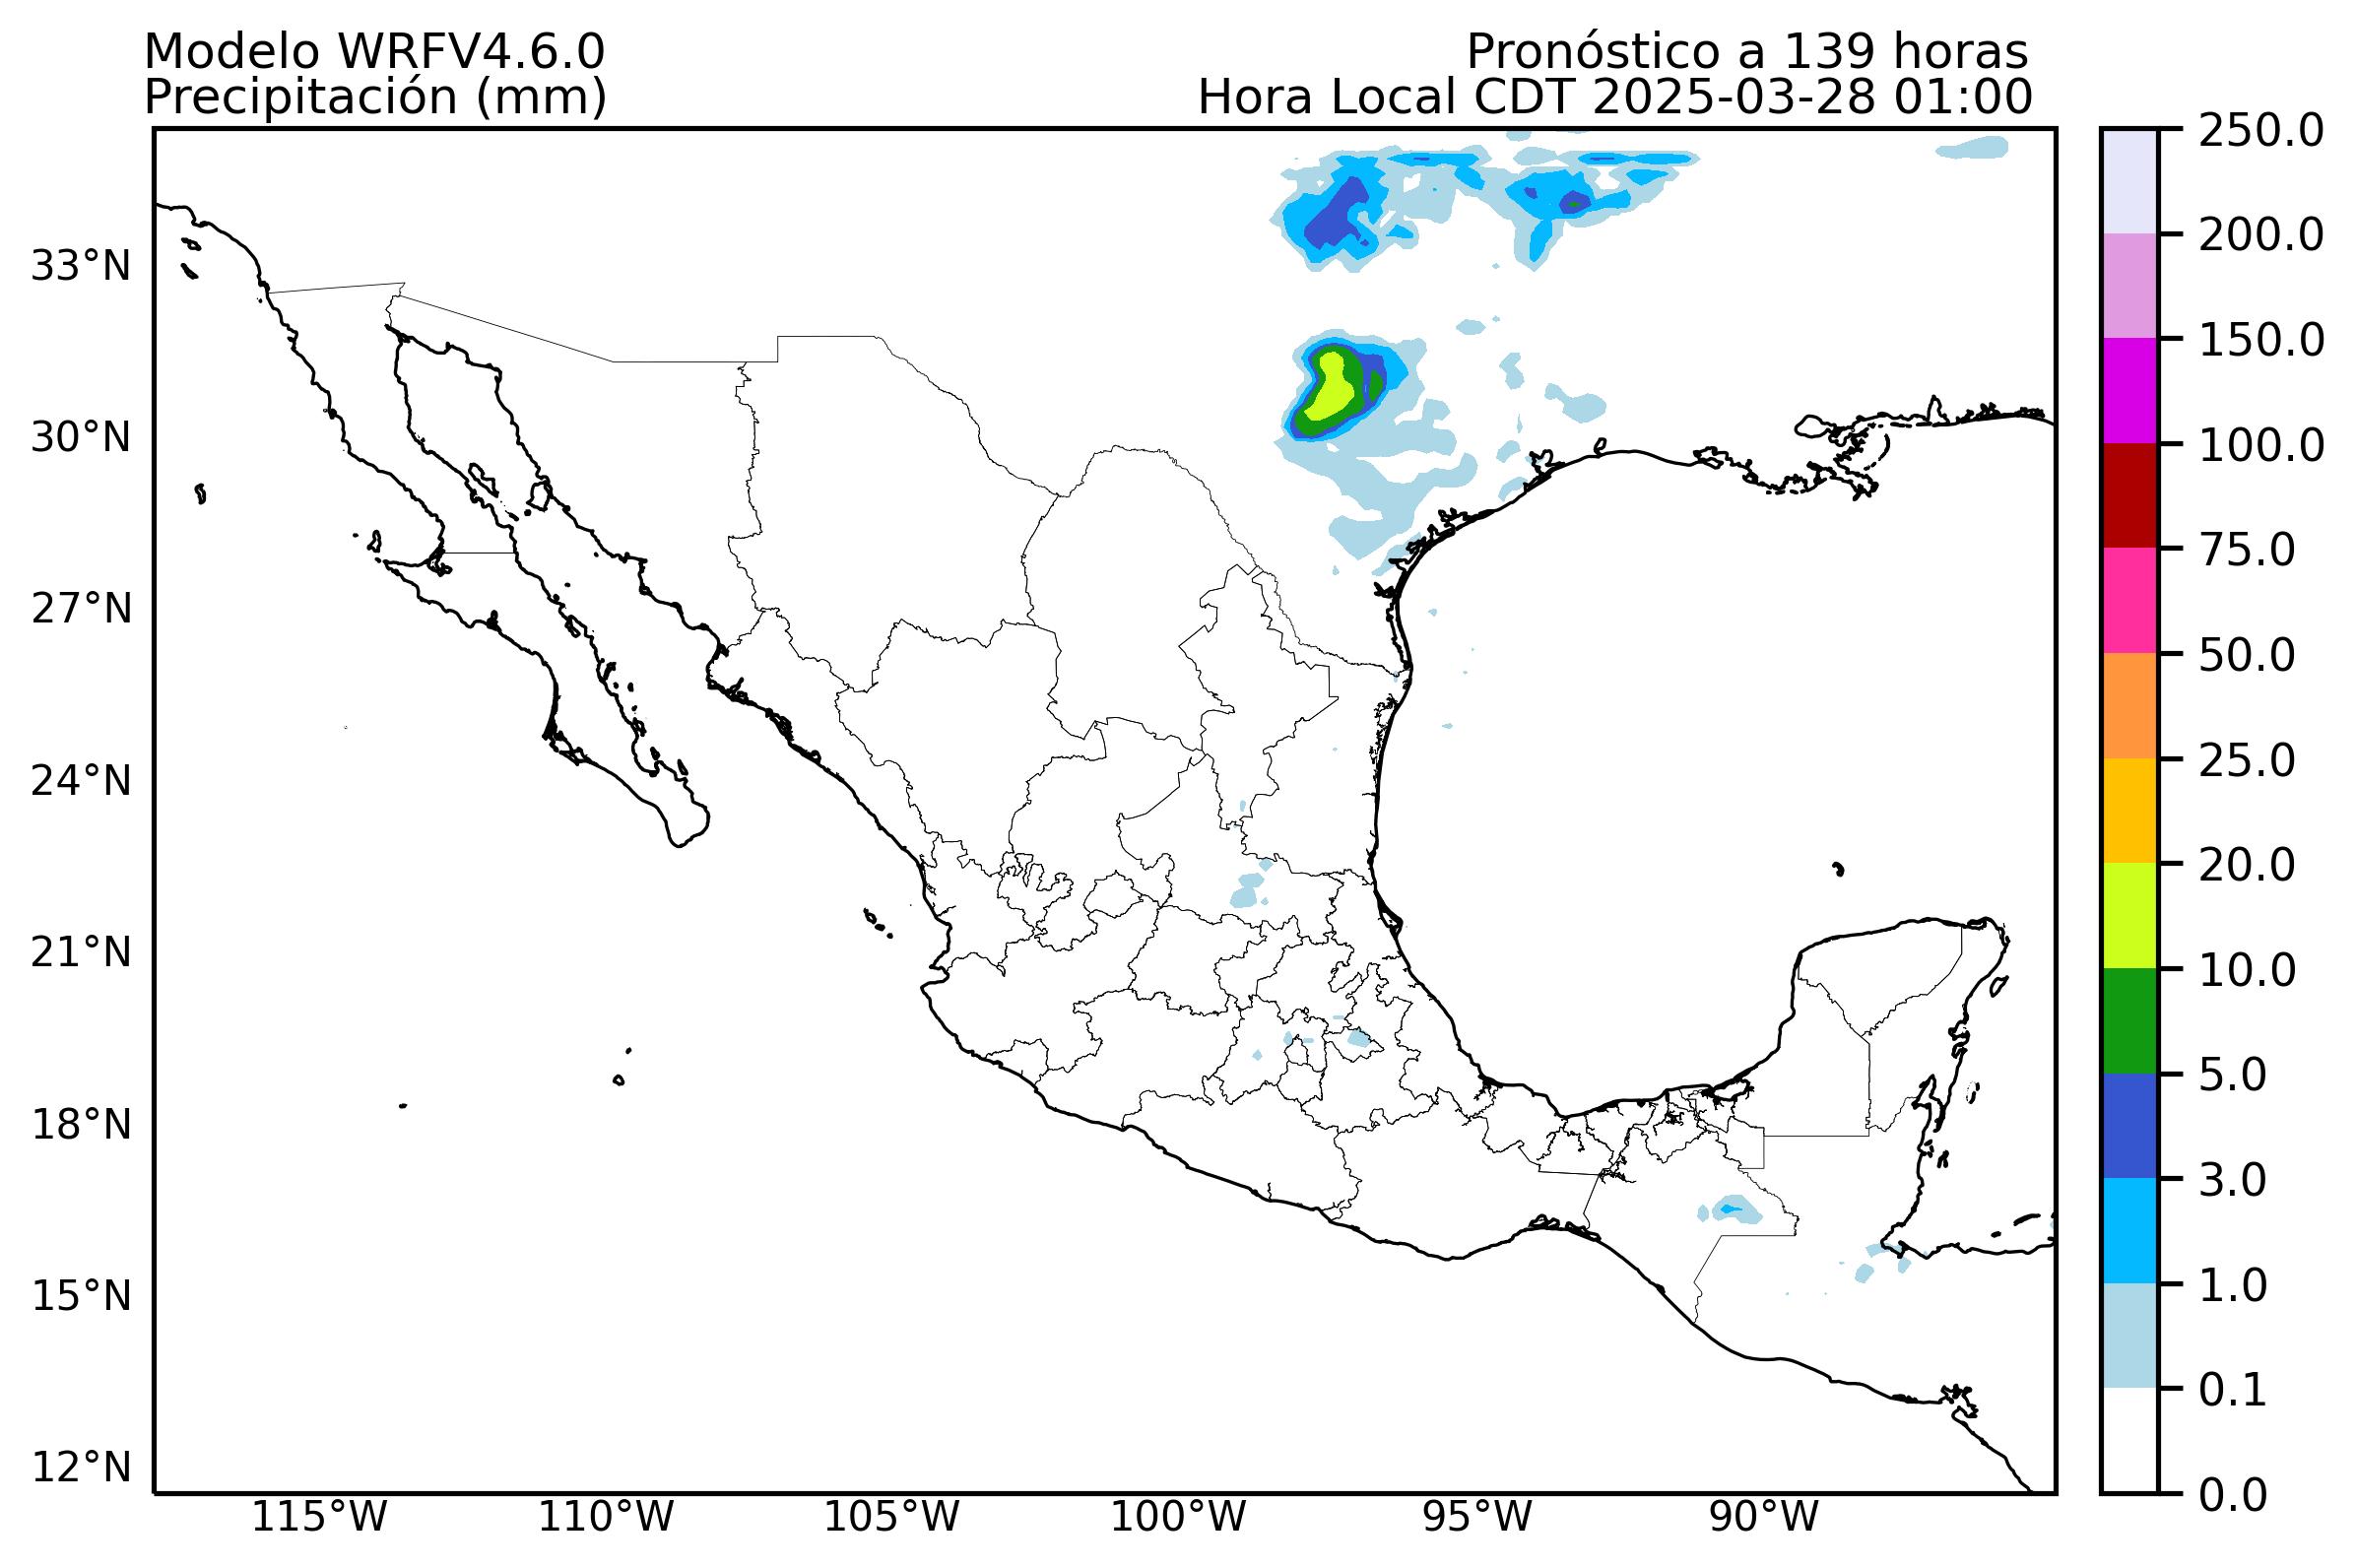 Modelo WRFV4.6.0
Precipitación (mm)
Pronóstico a 139 horas
Hora Local CDT 2025-03-28 01:00
33°N
30°N
27°N
24°N
21°N
18°N
15°N
12°N
115°W
110°W
105°W
100°W
95°W
90°W
250.0
200.0
150.0
100.0
75.0
50.0
25.0
20.0
10.0
5.0
3.0
1.0
0.1
0.0